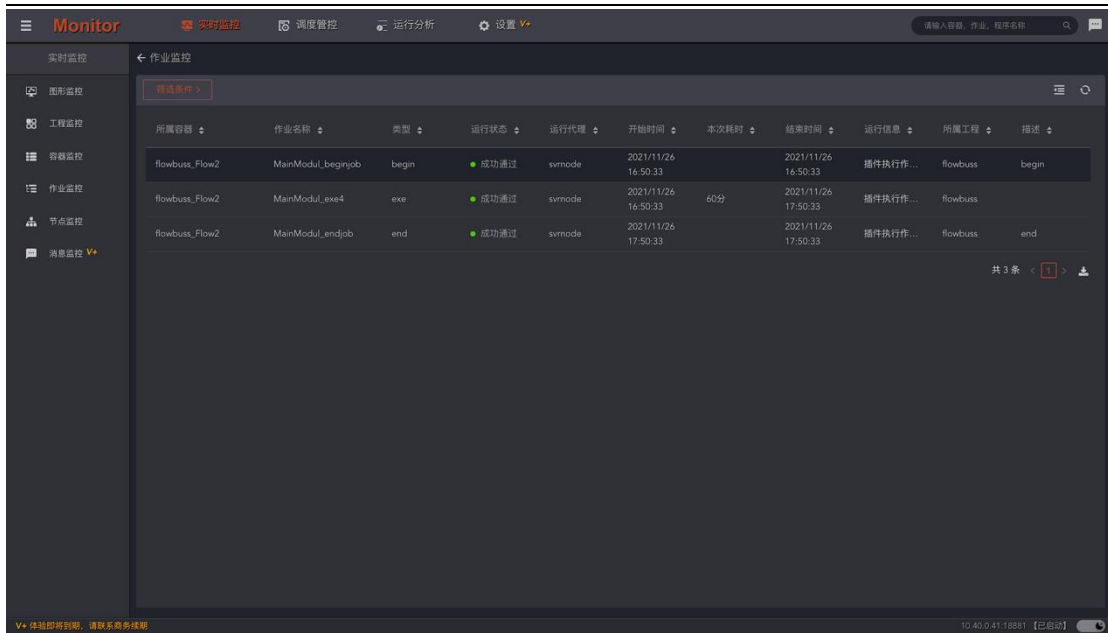 Monitor 实时监控 调度管控 运行分析 设置 V+ 请输入容器、作业、程序名称
实时监控
图形监控
工程监控
容器监控
作业监控
节点监控
消息监控 V+
作业监控
筛选条件 >
所属容器 作业名称 类型 运行状态 运行代理 开始时间 本次耗时 结束时间 运行信息 所属工程 描述
flowbuss_Flow2 MainModul_beginjob begin 成功通过 svrnode 2021/11/26 16:50:33 2021/11/26 16:50:33 插件执行作... flowbuss begin
flowbuss_Flow2 MainModul_exe4 exe 成功通过 svrnode 2021/11/26 16:50:33 60分 2021/11/26 17:50:33 插件执行作... flowbuss
flowbuss_Flow2 MainModul_endjob end 成功通过 svrnode 2021/11/26 17:50:33 2021/11/26 17:50:33 插件执行作... flowbuss end
共 3 条 < 1 >
V+ 体验即将到期，请联系商务续期 10.40.0.41:18881 【已启动】